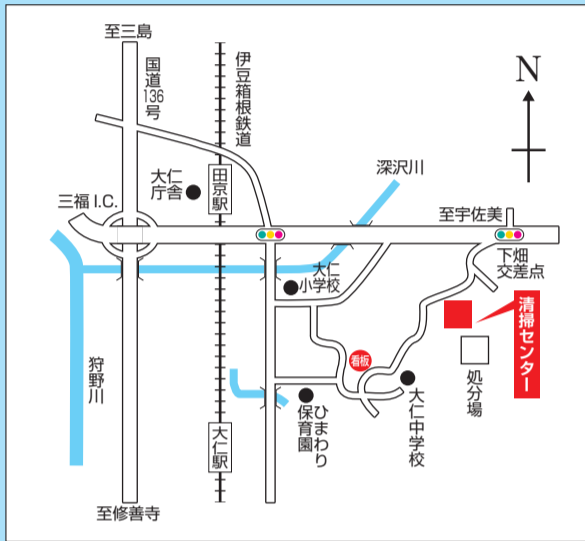 至三島
国道136号
伊豆箱根鉄道
N
大仁
庁舎
田京駅
深沢川
三福I.C.
至宇佐美
下畑
交差点
大仁
小学校
清掃センター
看板
処分場
狩野川
ひまわり
保育園
大仁中学校
大仁駅
至修善寺